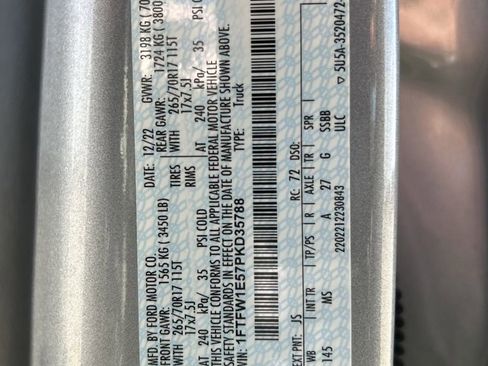 MFD. BY FORD MOTOR CO.
DATE: 12/22 GVWR: 3198 KG (70
FRONT GAWR: 1565 KG (3450 LB) REAR GAWR: 1724 KG (3800
WITH 265/70R17 115T TIRES WITH 265/70R17 115T
17x7.5J RIMS 17x7.5J
AT 240 kPa/ 35 PSI COLD AT 240 kPa/ 35 PSI CO
THIS VEHICLE CONFORMS TO ALL APPLICABLE FEDERAL MOTOR VEHICLE
SAFETY STANDARDS IN EFFECT ON THE DATE OF MANUFACTURE SHOWN ABOVE.
VIN: 1FTFW1E57PKD35788 TYPE: Truck
EXT PNT: JS RC: 72 DSO:
WB INT TR TP/PS R AXLE TR SPR
145 MS A 27 G SSBB
2202212230843 ULC
▽ 5U5A-3520472-